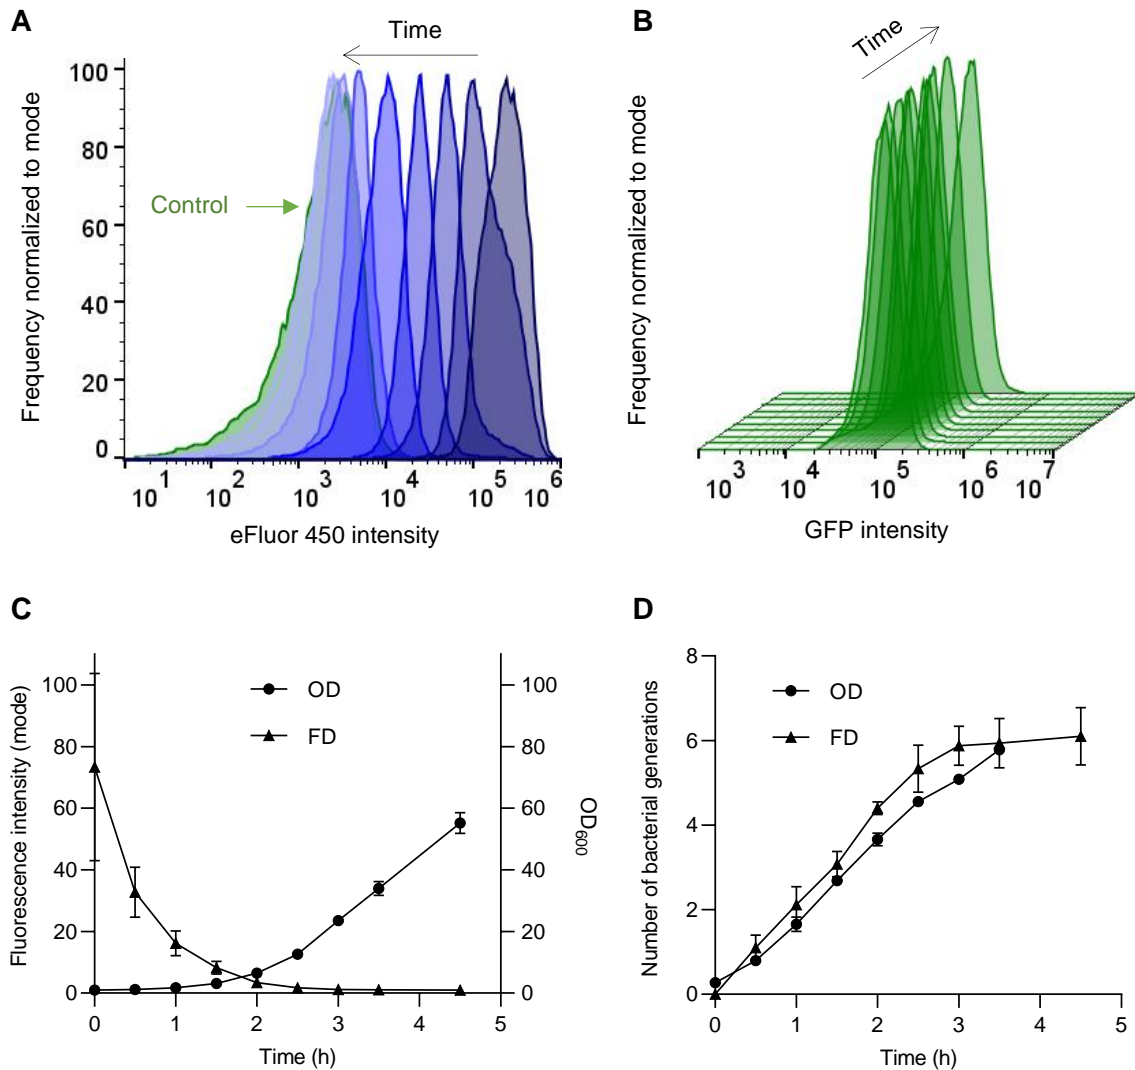 A
Time
Frequency normalized to mode
100
80
60
40
20
0
Control
10^1 10^2 10^3 10^4 10^5 10^6
eFluor 450 intensity
B
Time
Frequency normalized to mode
10^3 10^4 10^5 10^6 10^7
GFP intensity
C
Fluorescence intensity (mode)
100
80
60
40
20
0
OD
FD
100
80
60
40
20
0
OD600
0 1 2 3 4 5
Time (h)
D
Number of bacterial generations
8
6
4
2
0
OD
FD
0 1 2 3 4 5
Time (h)